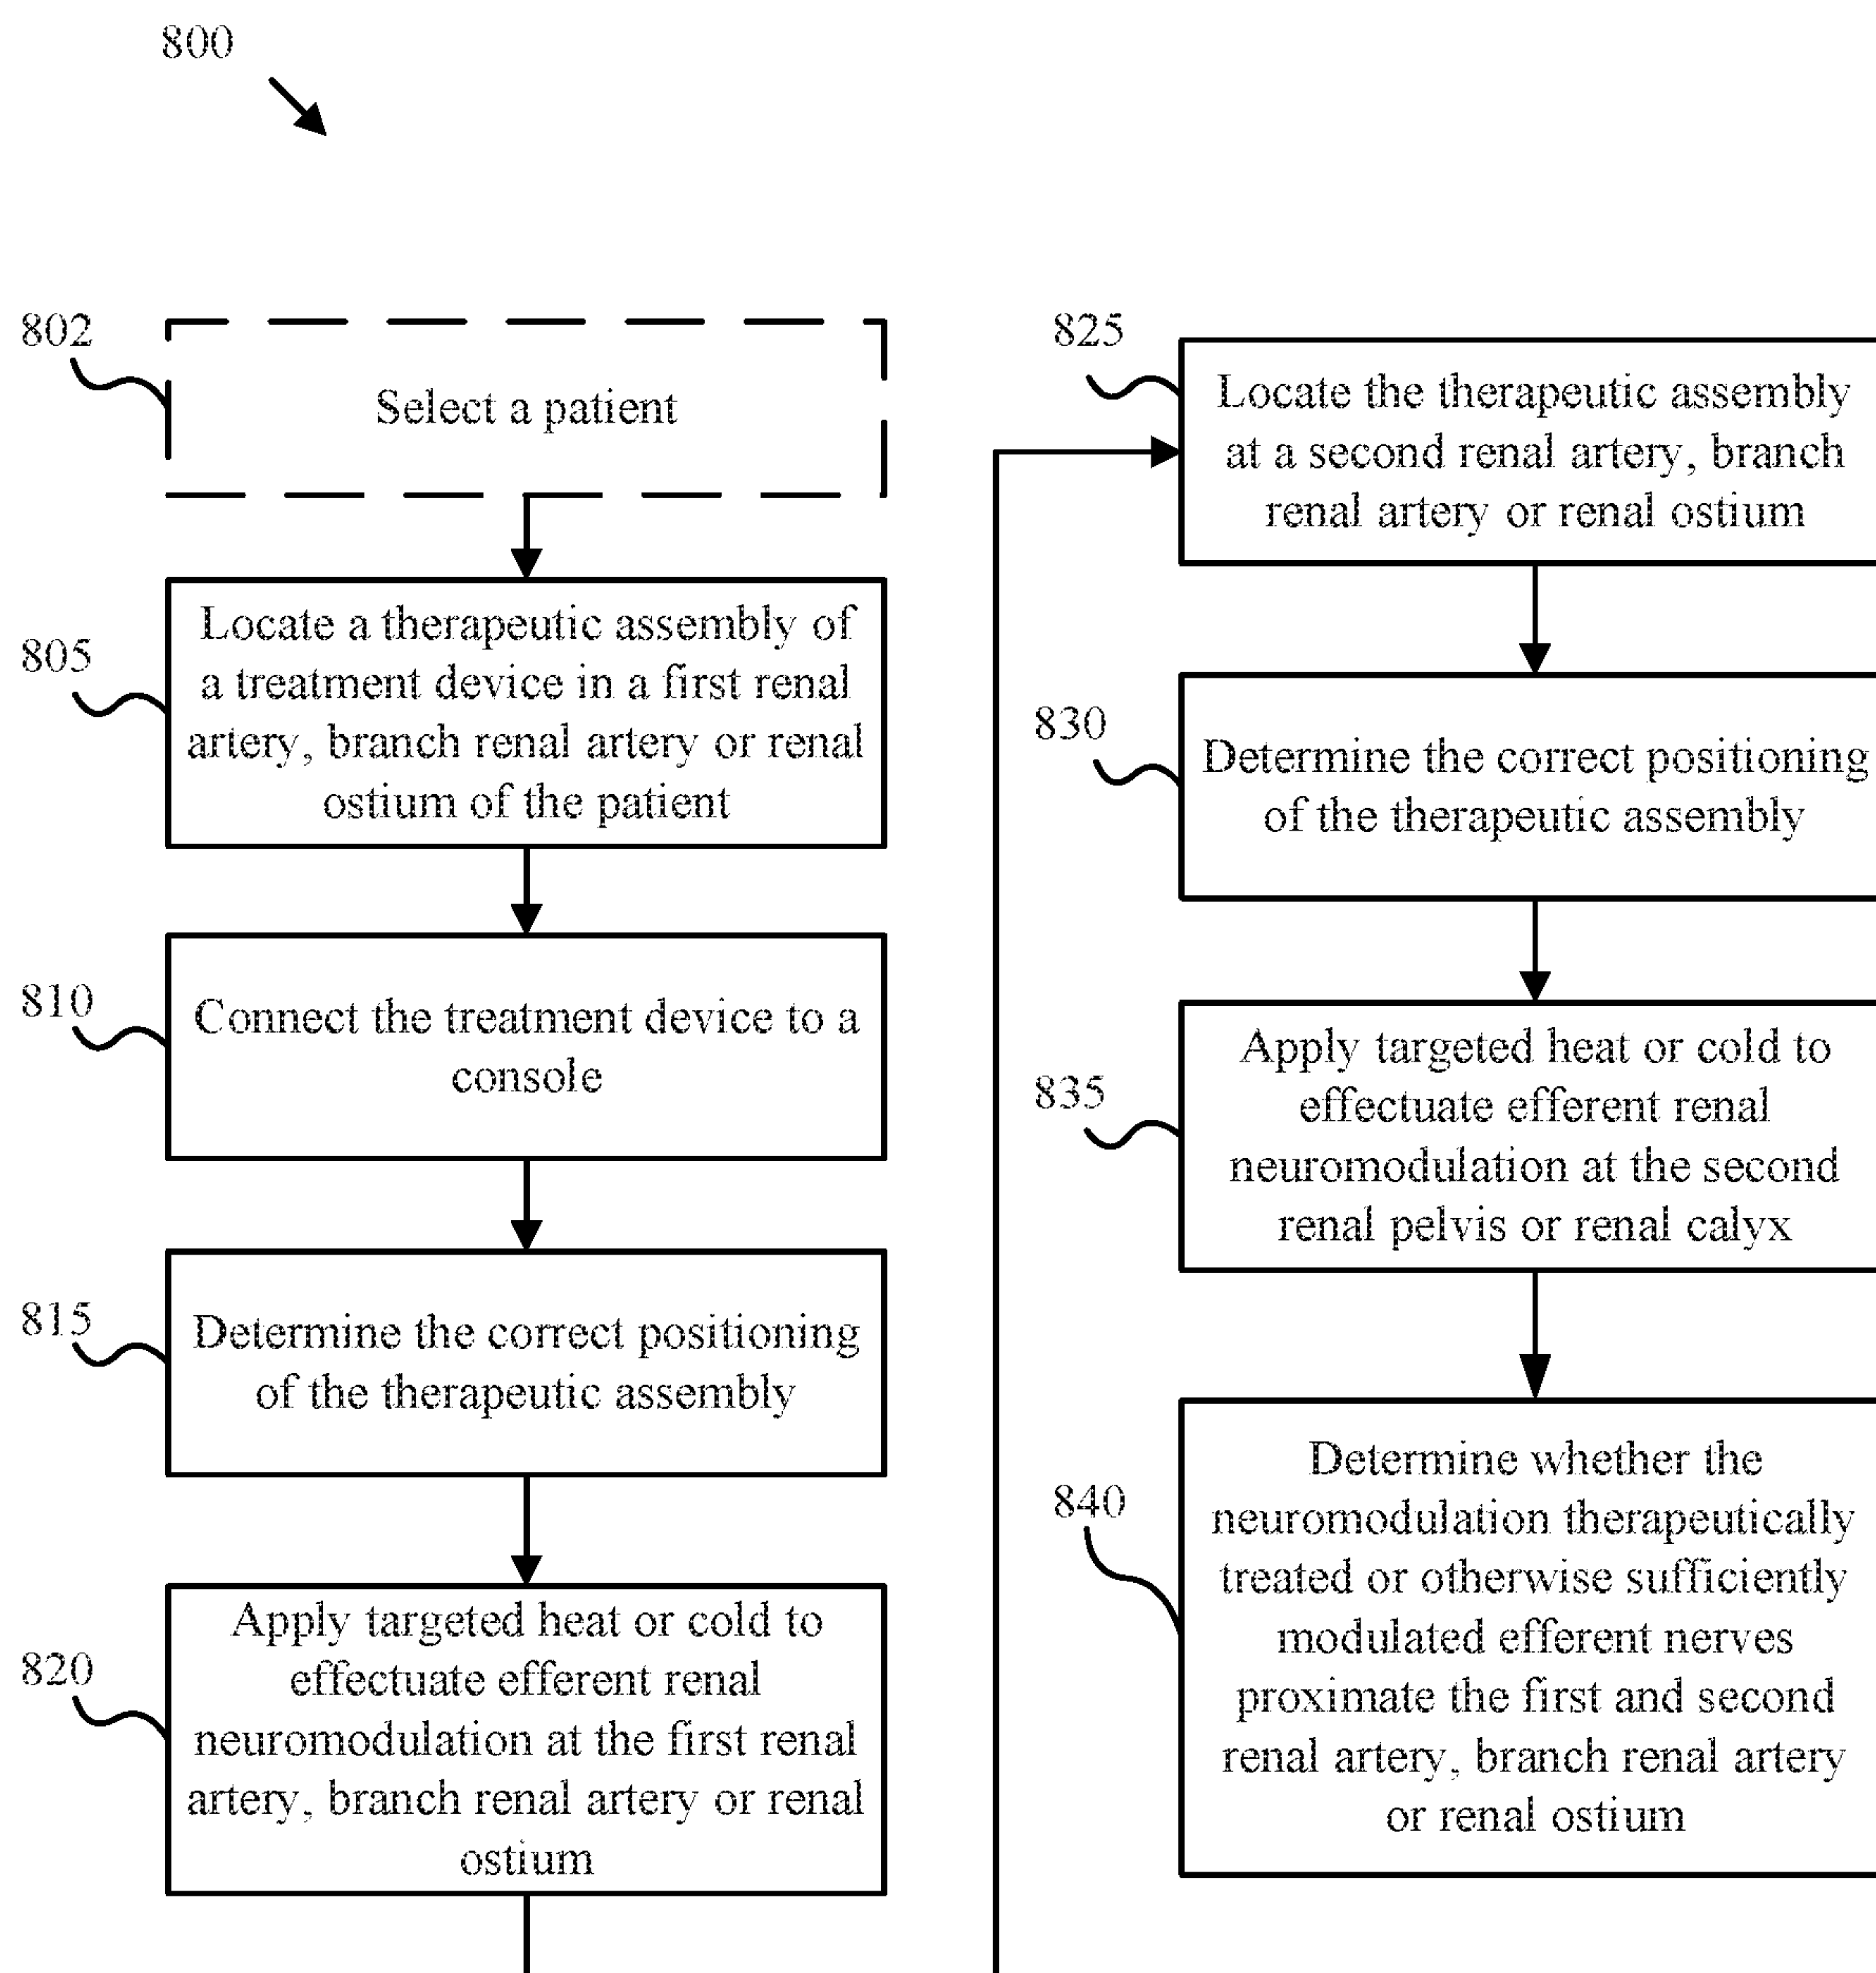 800
802
Select a patient
805
Locate a therapeutic assembly of
a treatment device in a first renal
artery, branch renal artery or renal
ostium of the patient
810
Connect the treatment device to a
console
815
Determine the correct positioning
of the therapeutic assembly
820
Apply targeted heat or cold to
effectuate efferent renal
neuromodulation at the first renal
artery, branch renal artery or renal
ostium
825
Locate the therapeutic assembly
at a second renal artery, branch
renal artery or renal ostium
830
Determine the correct positioning
of the therapeutic assembly
835
Apply targeted heat or cold to
effectuate efferent renal
neuromodulation at the second
renal pelvis or renal calyx
840
Determine whether the
neuromodulation therapeutically
treated or otherwise sufficiently
modulated efferent nerves
proximate the first and second
renal artery, branch renal artery
or renal ostium